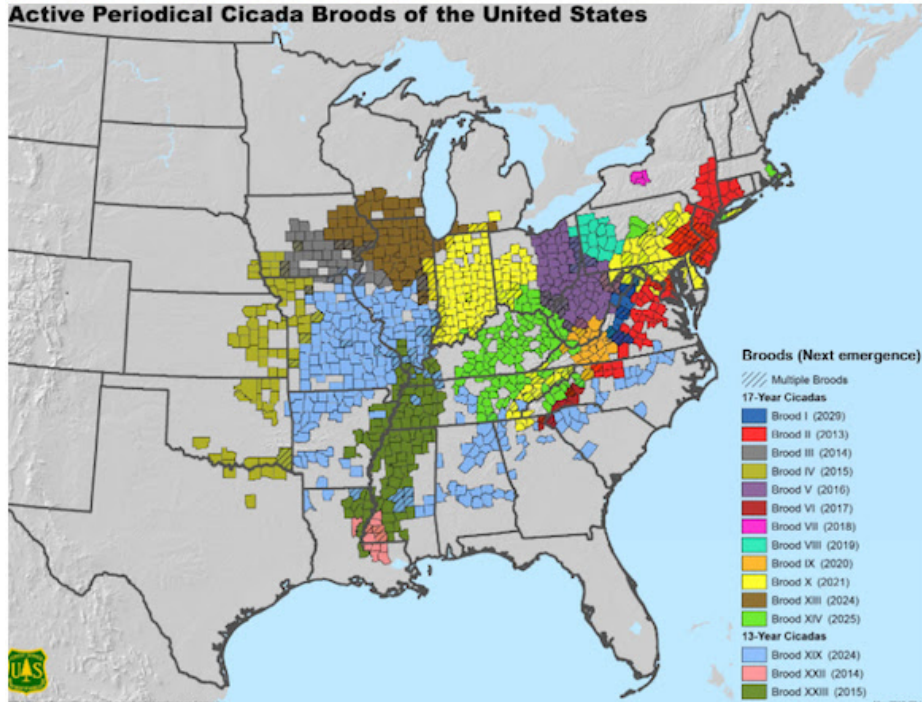 Active Periodical Cicada Broods of the United States
Broods (Next emergence)
Multiple Broods
17-Year Cicadas
Brood I (2029)
Brood II (2013)
Brood III (2014)
Brood IV (2015)
Brood V (2016)
Brood VI (2017)
Brood VII (2018)
Brood VIII (2019)
Brood IX (2020)
Brood X (2021)
Brood XIII (2024)
Brood XIV (2025)
13-Year Cicadas
Brood XIX (2024)
Brood XXII (2014)
Brood XXIII (2015)
U S